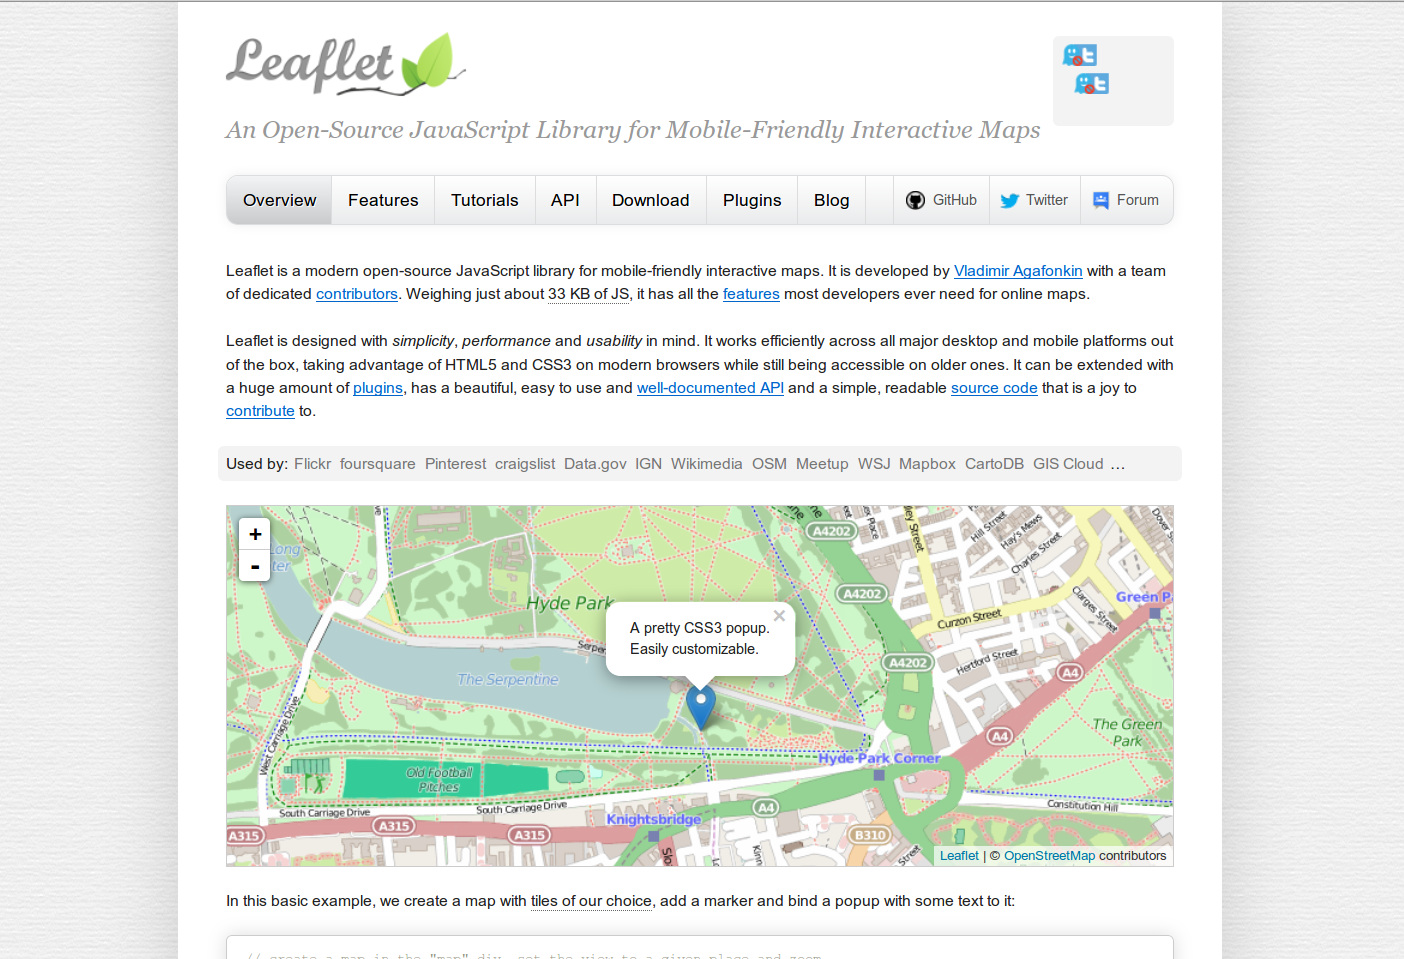 Leaflet
An Open-Source JavaScript Library for Mobile-Friendly Interactive Maps
Overview Features Tutorials API Download Plugins Blog GitHub Twitter Forum
Leaflet is a modern open-source JavaScript library for mobile-friendly interactive maps. It is developed by Vladimir Agafonkin with a team
of dedicated contributors. Weighing just about 33 KB of JS, it has all the features most developers ever need for online maps.
Leaflet is designed with simplicity, performance and usability in mind. It works efficiently across all major desktop and mobile platforms out
of the box, taking advantage of HTML5 and CSS3 on modern browsers while still being accessible on older ones. It can be extended with
a huge amount of plugins, has a beautiful, easy to use and well-documented API and a simple, readable source code that is a joy to
contribute to.
Used by: Flickr foursquare Pinterest craigslist Data.gov IGN Wikimedia OSM Meetup WSJ Mapbox CartoDB GIS Cloud …
+
-
Long
A4202
Hill Street
Hay's Mews
Charles Street
A4202
Clarges Street
Green P
Hyde Park
Curzon Street
A pretty CSS3 popup.
Easily customizable.
×
Hertford Street
A4202
A4
The Serpentine
West Carriage Drive
The Green
Park
A4
Hyde Park Corner
Old Football
Pitches
South Carriage Drive
South Carriage Drive
A4
Constitution Hill
Knightsbridge
A315
A315
A315
B310
Street
Leaflet | © OpenStreetMap contributors
In this basic example, we create a map with tiles of our choice, add a marker and bind a popup with some text to it:
// create a map in the "map" div, set the view to a given place and zoom